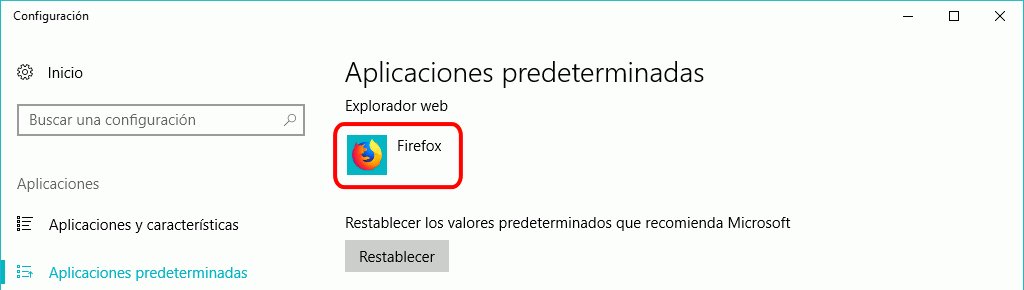 Configuración
Inicio
Buscar una configuración
Aplicaciones
Aplicaciones y características
Aplicaciones predeterminadas
Aplicaciones predeterminadas
Explorador web
Firefox
Restablecer los valores predeterminados que recomienda Microsoft
Restablecer